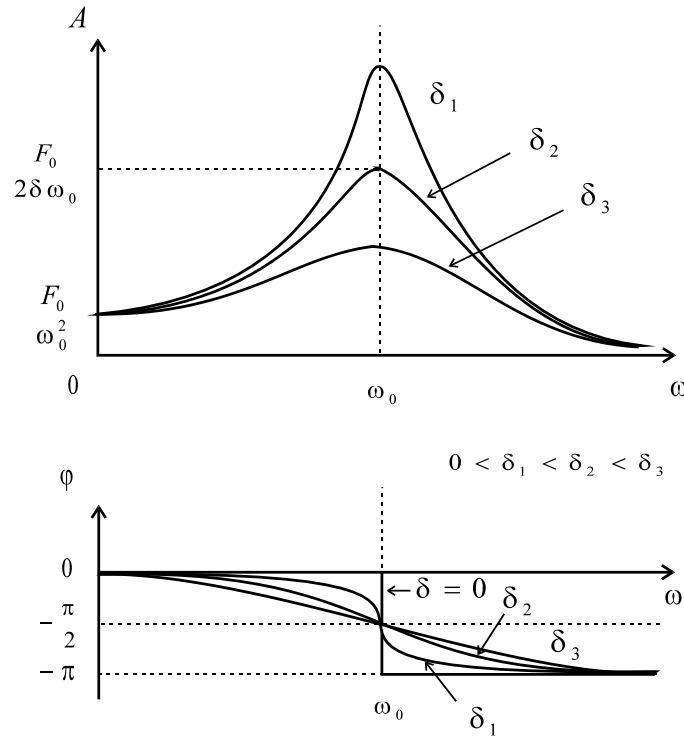 A
δ₁
F₀
2δω₀
δ₂
δ₃
F₀
ω₀²
0
ω₀
ω
0 < δ₁ < δ₂ < δ₃
φ
0
δ = 0
ω
δ₂
− π
2
δ₃
− π
ω₀
δ₁